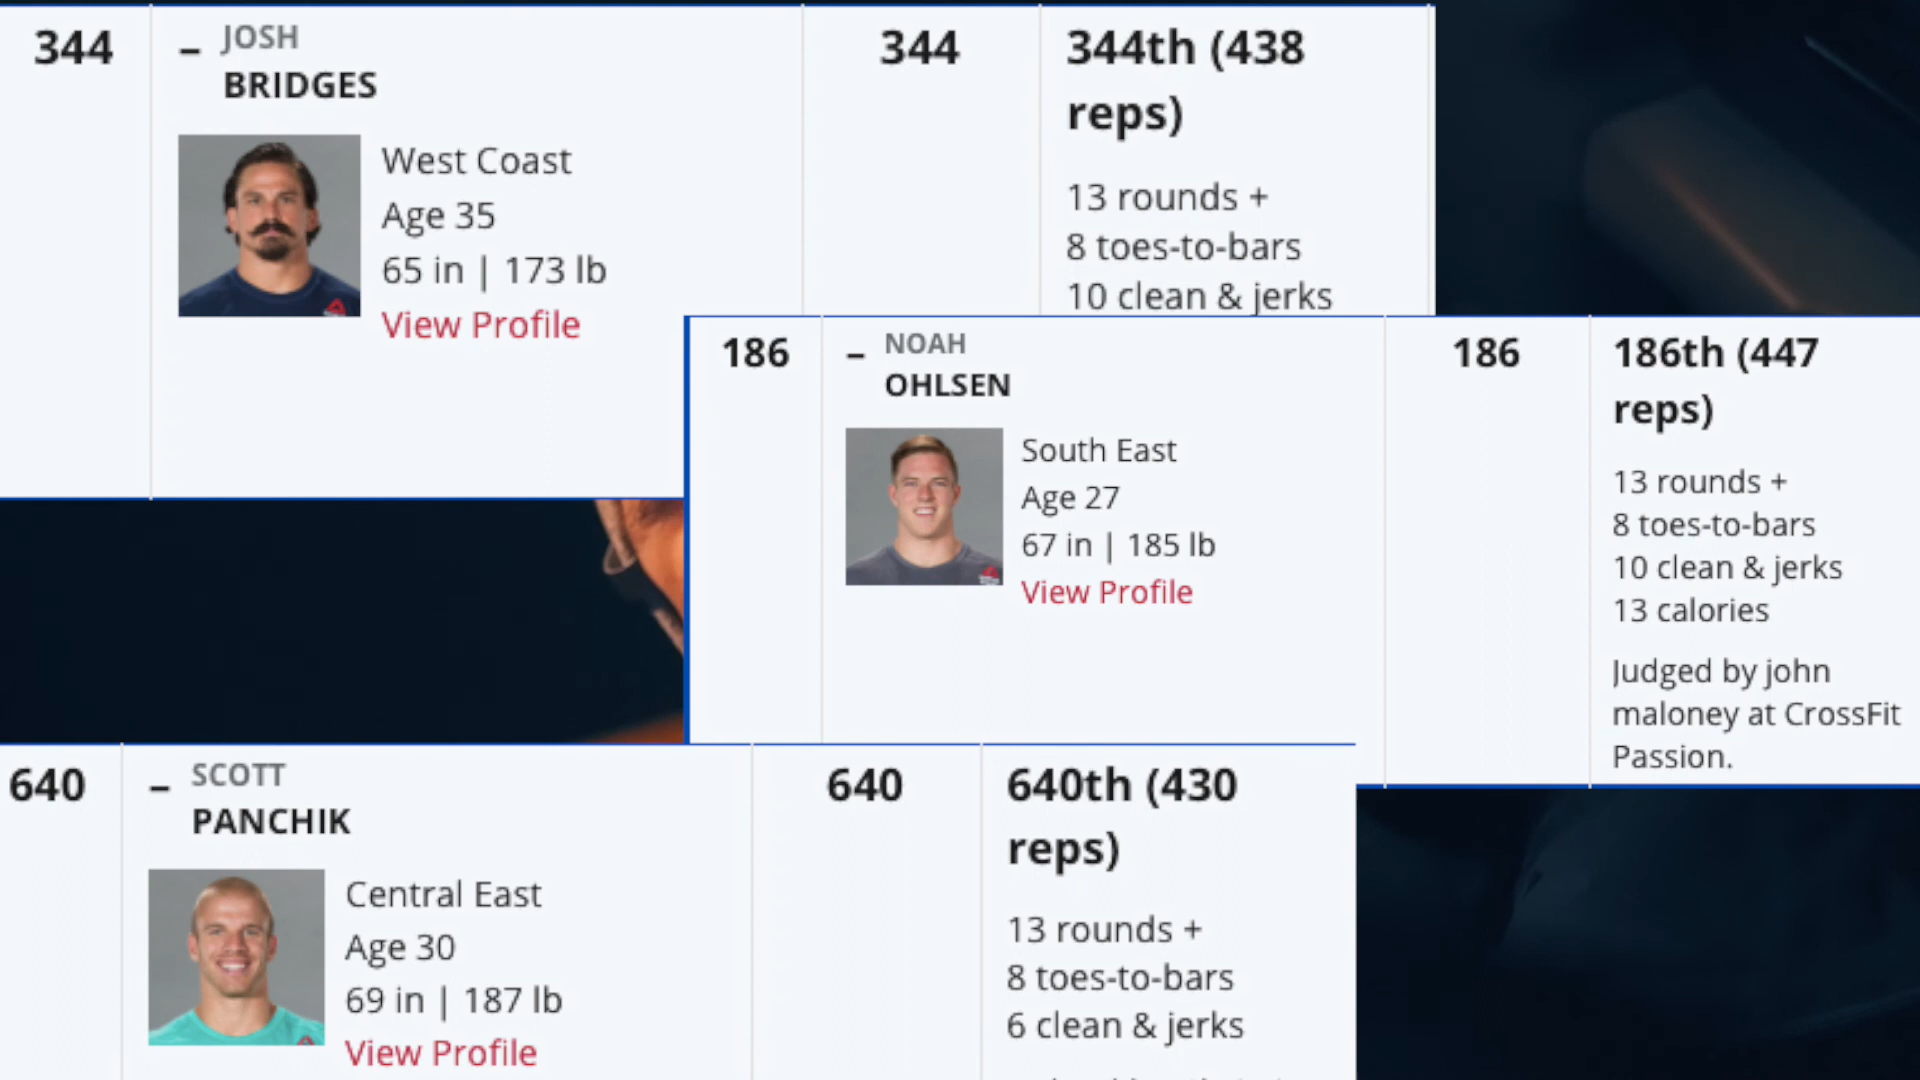 344
– JOSH
BRIDGES
West Coast
Age 35
65 in | 173 lb
View Profile
344
344th (438
reps)
13 rounds +
8 toes-to-bars
10 clean & jerks
186
– NOAH
OHLSEN
South East
Age 27
67 in | 185 lb
View Profile
186
186th (447
reps)
13 rounds +
8 toes-to-bars
10 clean & jerks
13 calories
Judged by john
maloney at CrossFit
Passion.
640
– SCOTT
PANCHIK
Central East
Age 30
69 in | 187 lb
View Profile
640
640th (430
reps)
13 rounds +
8 toes-to-bars
6 clean & jerks